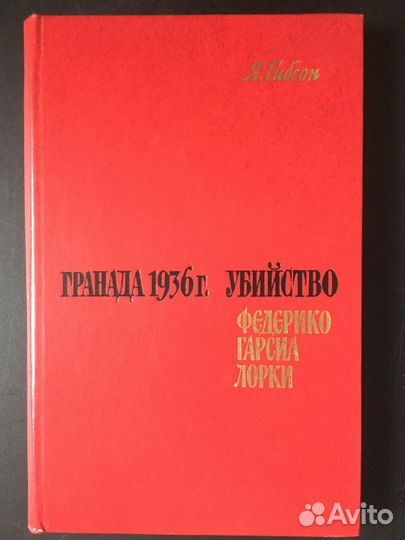 Я. Гибсон
ГРАНАДА 1936 г. УБИЙСТВО
ФЕДЕРИКО
ГАРСИА
ЛОРКИ
Avito